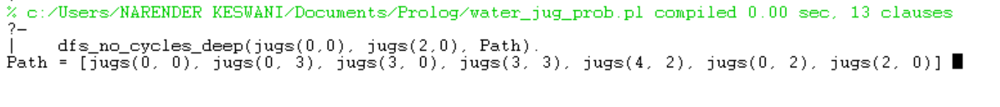 % c:/Users/NARENDER KESWANI/Documents/Prolog/water_jug_prob.pl compiled 0.00 sec, 13 clauses
?-
|    dfs_no_cycles_deep(jugs(0,0), jugs(2,0), Path).
Path = [jugs(0, 0), jugs(0, 3), jugs(3, 0), jugs(3, 3), jugs(4, 2), jugs(0, 2), jugs(2, 0)]